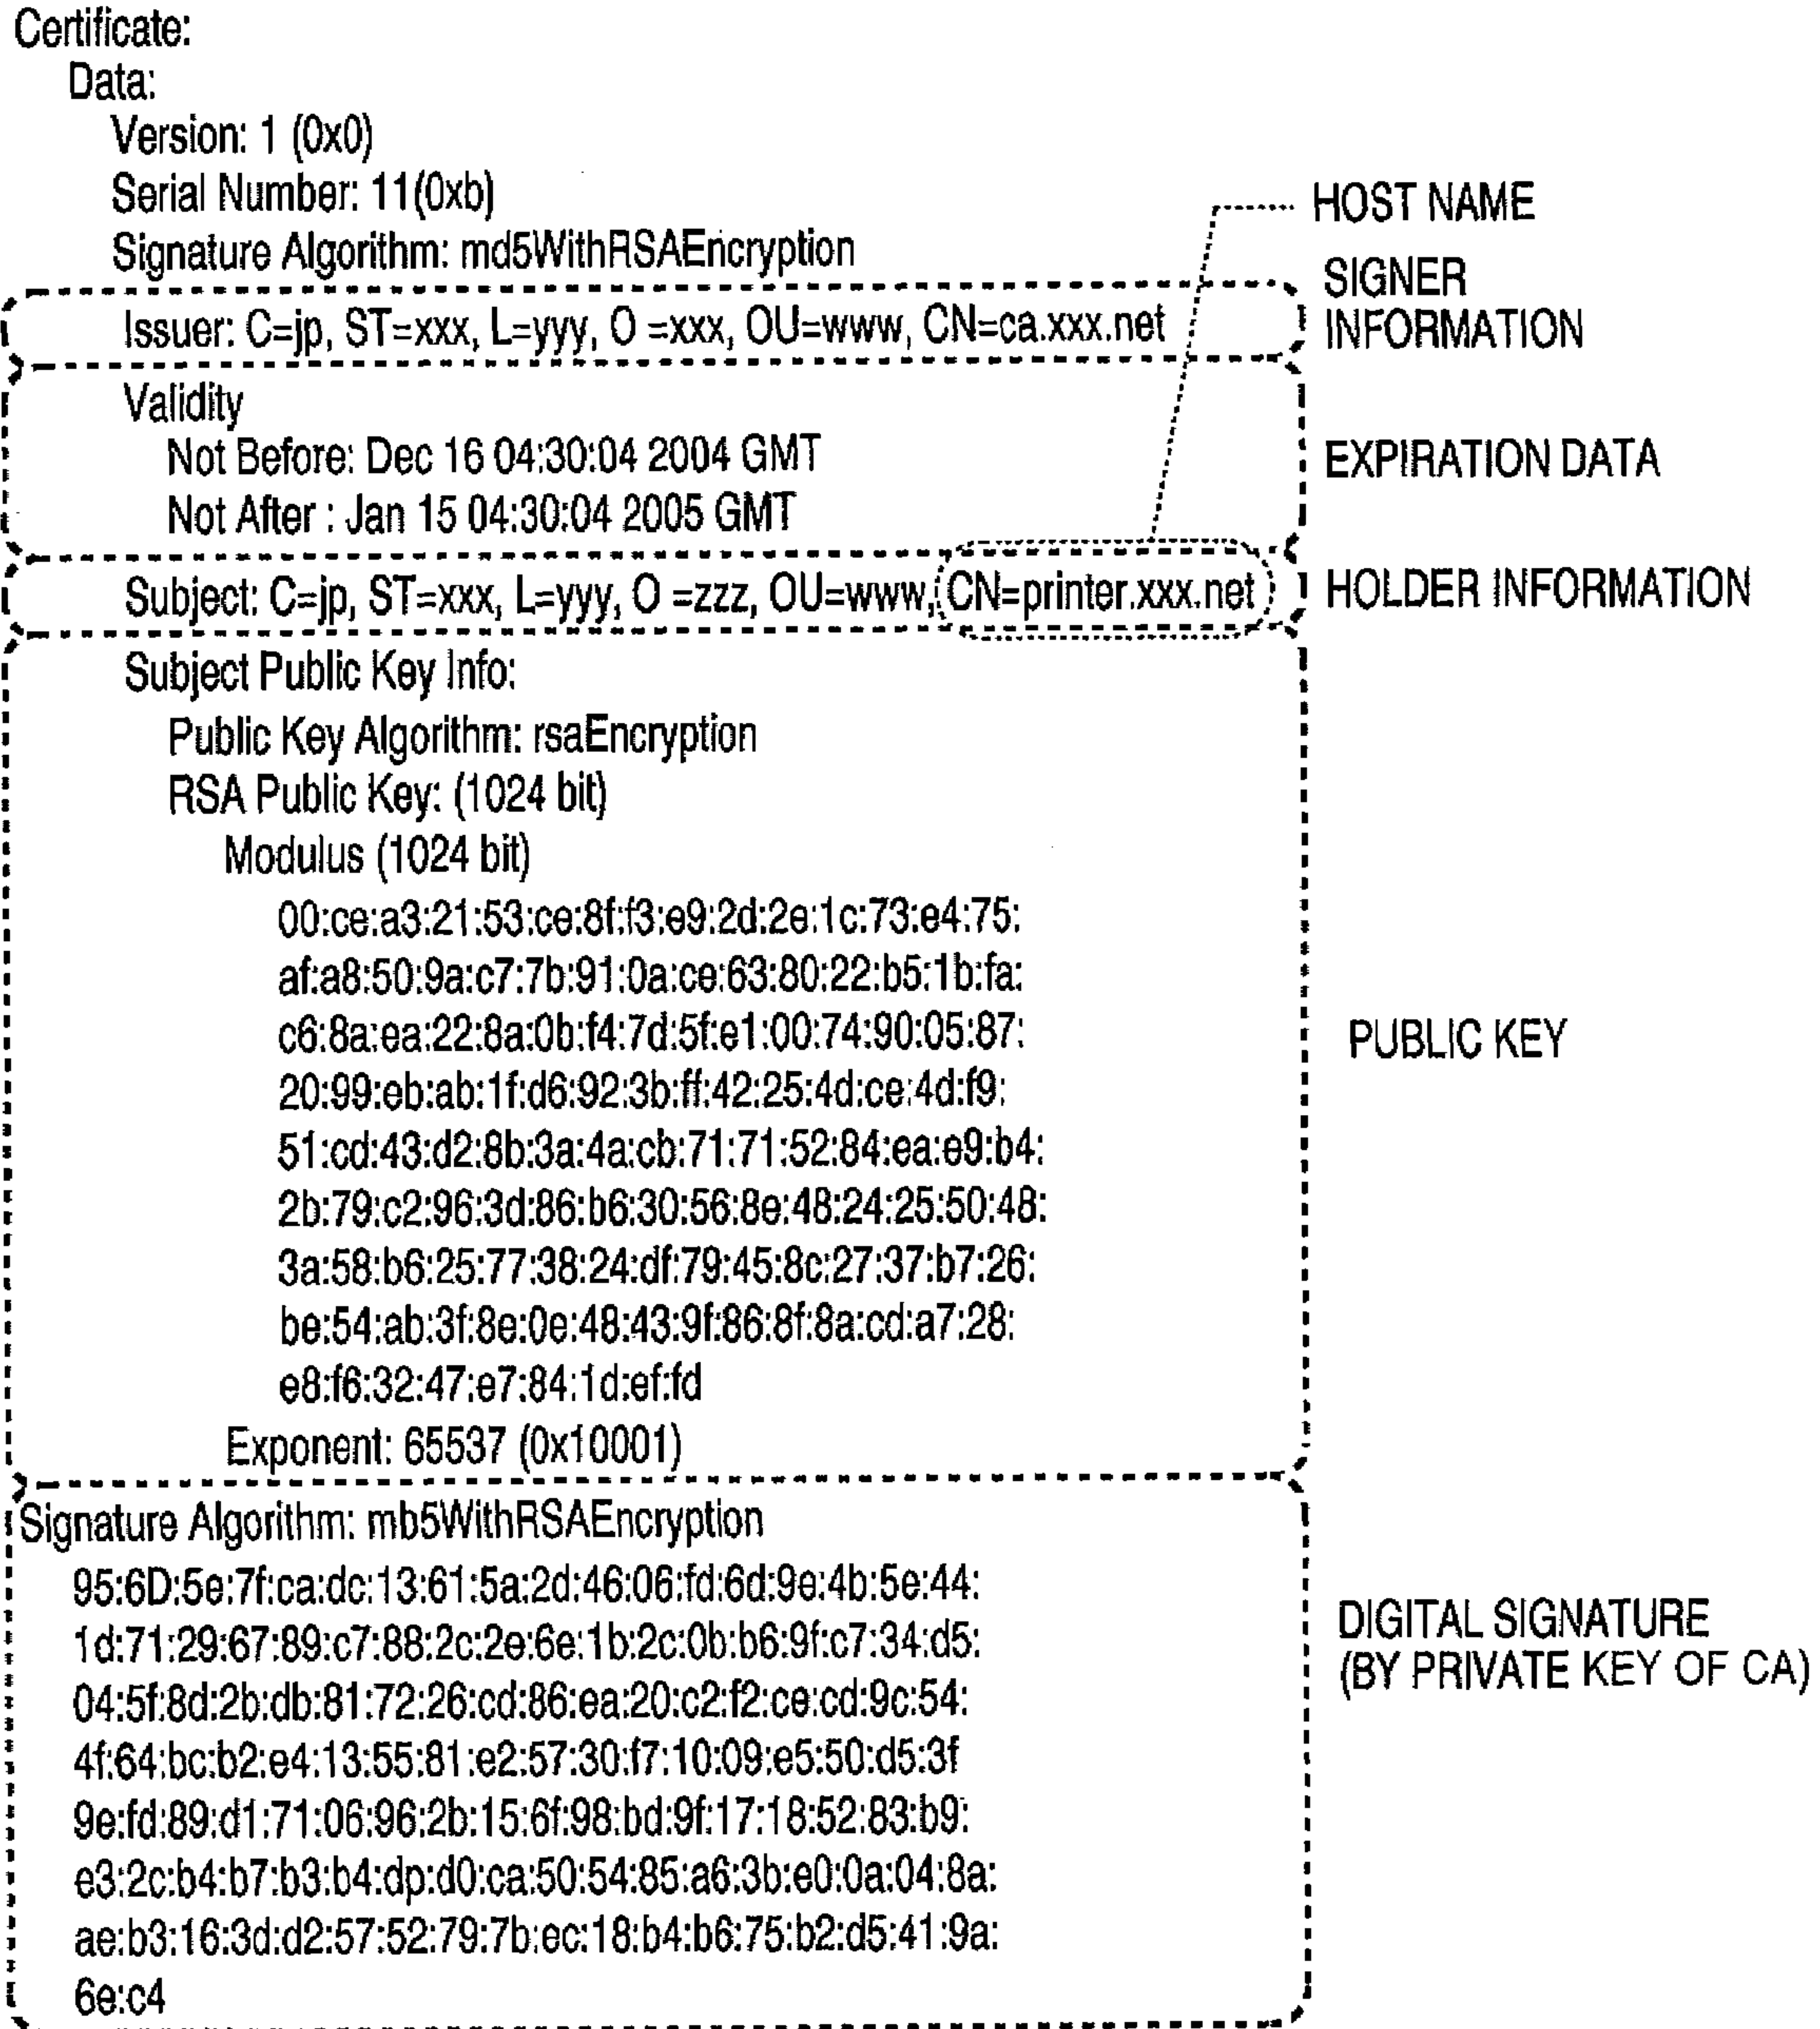 Certificate:
Data:
Version: 1 (0x0)
Serial Number: 11(0xb)
Signature Algorithm: md5WithRSAEncryption
HOST NAME
SIGNER
INFORMATION
Issuer: C=jp, ST=xxx, L=yyy, O =xxx, OU=www, CN=ca.xxx.net
Validity
Not Before: Dec 16 04:30:04 2004 GMT
Not After : Jan 15 04:30:04 2005 GMT
EXPIRATION DATA
Subject: C=jp, ST=xxx, L=yyy, O =zzz, OU=www, CN=printer.xxx.net
HOLDER INFORMATION
Subject Public Key Info:
Public Key Algorithm: rsaEncryption
RSA Public Key: (1024 bit)
Modulus (1024 bit)
00:ce:a3:21:53:ce:8f:f3:e9:2d:2e:1c:73:e4:75:
af:a8:50:9a:c7:7b:91:0a:ce:63:80:22:b5:1b:fa:
c6:8a:ea:22:8a:0b:f4:7d:5f:e1:00:74:90:05:87:
20:99:eb:ab:1f:d6:92:3b:ff:42:25:4d:ce:4d:f9:
51:cd:43:d2:8b:3a:4a:cb:71:71:52:84:ea:e9:b4:
2b:79:c2:96:3d:86:b6:30:56:8e:48:24:25:50:48:
3a:58:b6:25:77:38:24:df:79:45:8c:27:37:b7:26:
be:54:ab:3f:8e:0e:48:43:9f:86:8f:8a:cd:a7:28:
e8:f6:32:47:e7:84:1d:ef:fd
Exponent: 65537 (0x10001)
PUBLIC KEY
Signature Algorithm: mb5WithRSAEncryption
95:6D:5e:7f:ca:dc:13:61:5a:2d:46:06:fd:6d:9e:4b:5e:44:
1d:71:29:67:89:c7:88:2c:2e:6e:1b:2c:0b:b6:9f:c7:34:d5:
04:5f:8d:2b:db:81:72:26:cd:86:ea:20:c2:f2:ce:cd:9c:54:
4f:64:bc:b2:e4:13:55:81:e2:57:30:f7:10:09:e5:50:d5:3f
9e:fd:89:d1:71:06:96:2b:15:6f:98:bd:9f:17:18:52:83:b9:
e3:2c:b4:b7:b3:b4:dp:d0:ca:50:54:85:a6:3b:e0:0a:04:8a:
ae:b3:16:3d:d2:57:52:79:7b:ec:18:b4:b6:75:b2:d5:41:9a:
6e:c4
DIGITAL SIGNATURE
(BY PRIVATE KEY OF CA)